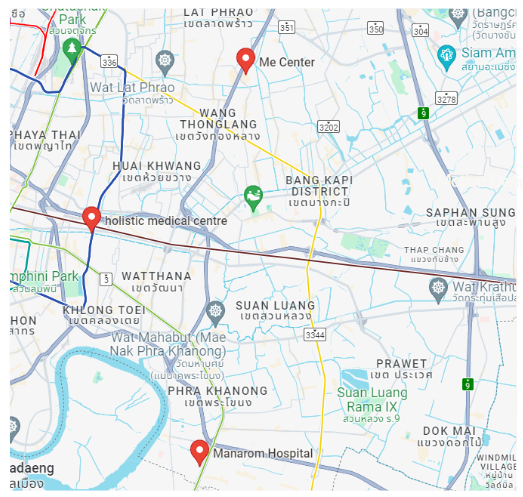 LAT PHRAO
เขตลาดพร้าว
351
350
304
Park
สวนจตุจักร
336
Me Center
Siam Am
สยามอะเมซิ่ง
Wat Lat Phrao
วัดลาดพร้าว
3278
9
WANG
THONGLANG
เขตวังทองหลาง
3202
PHAYA THAI
เขตพญาไท
HUAI KHWANG
เขตห้วยขวาง
BANG KAPI
DISTRICT
เขตบางกะปิ
SAPHAN SUNG
เขตสะพานสูง
holistic medical centre
THAP CHANG
แขวงทับช้าง
mphini Park
สวนลุมพินี
3
WATTHANA
เขตวัฒนา
Wat Krathu
วัดกระทุ่มเสือปล
SUAN LUANG
เขตสวนหลวง
KHLONG TOEI
เขตคลองเตย
HON
สาทร
3344
Wat Mahabut (Mae
Nak Phra Khanong)
วัดมหาบุศย์
(แม่นาคพระโขนง)
PRAWET
เขต ประเวศ
9
PHRA KHANONG
เขตพระโขนง
Suan Luang
Rama IX
สวนหลวง ร.9
DOK MAI
แขวงดอกไม้
Manarom Hospital
WINDMIL
VILLAGE
หมู่บ้าน
วินด์มิล
adaeng
ลเมือง